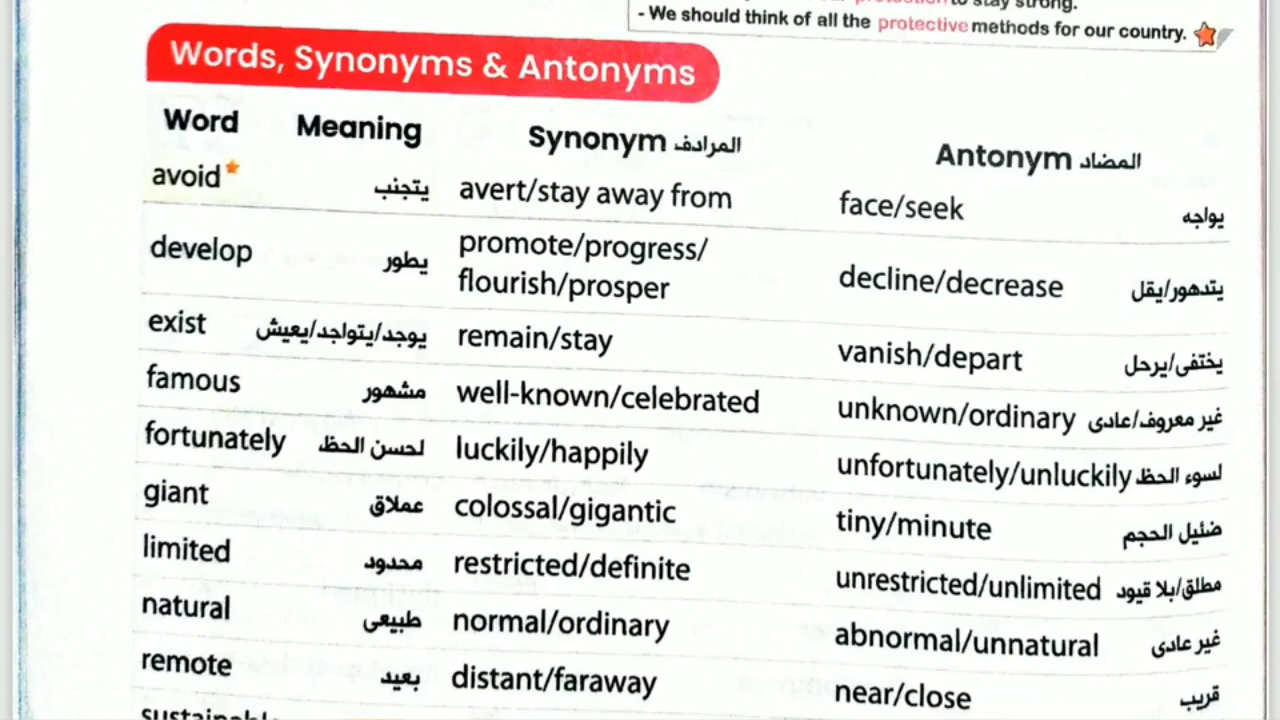 protection to stay strong.
- We should think of all the protective methods for our country.
Words, Synonyms & Antonyms
Word Meaning Synonym المرادف Antonym المضاد
avoid يتجنب avert/stay away from face/seek يواجه
develop يطور promote/progress/ decline/decrease يتدهور/يقل
flourish/prosper
exist يوجد/يتواجد/يعيش remain/stay vanish/depart يختفى/يرحل
famous مشهور well-known/celebrated unknown/ordinary غير معروف/عادى
fortunately لحسن الحظ luckily/happily unfortunately/unluckily لسوء الحظ
giant عملاق colossal/gigantic tiny/minute ضئيل الحجم
limited محدود restricted/definite unrestricted/unlimited مطلق/بلا قيود
natural طبيعى normal/ordinary abnormal/unnatural غير عادى
remote بعيد distant/faraway near/close قريب